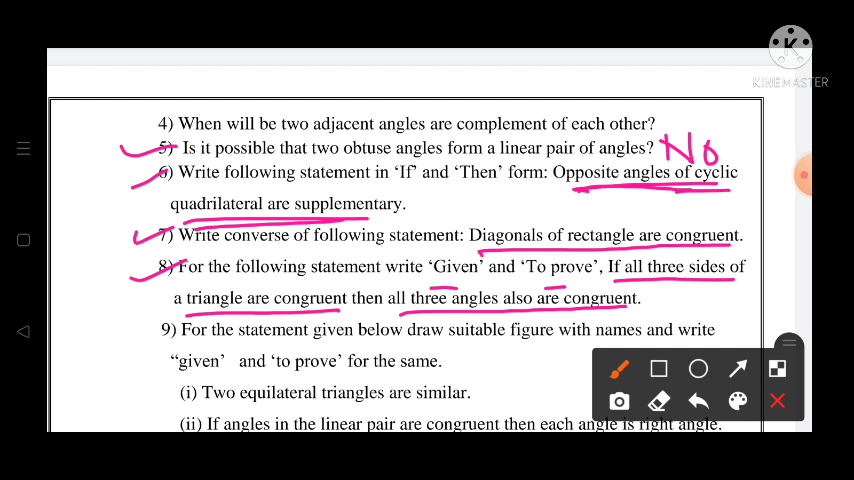 K
KINEMASTER
4) When will be two adjacent angles are complement of each other?
5) Is it possible that two obtuse angles form a linear pair of angles? No
6) Write following statement in ‘If’ and ‘Then’ form: Opposite angles of cyclic
quadrilateral are supplementary.
7) Write converse of following statement: Diagonals of rectangle are congruent.
8) For the following statement write ‘Given’ and ‘To prove’, If all three sides of
a triangle are congruent then all three angles also are congruent.
9) For the statement given below draw suitable figure with names and write
“given’ and ‘to prove’ for the same.
(i) Two equilateral triangles are similar.
(ii) If angles in the linear pair are congruent then each angle is right angle.